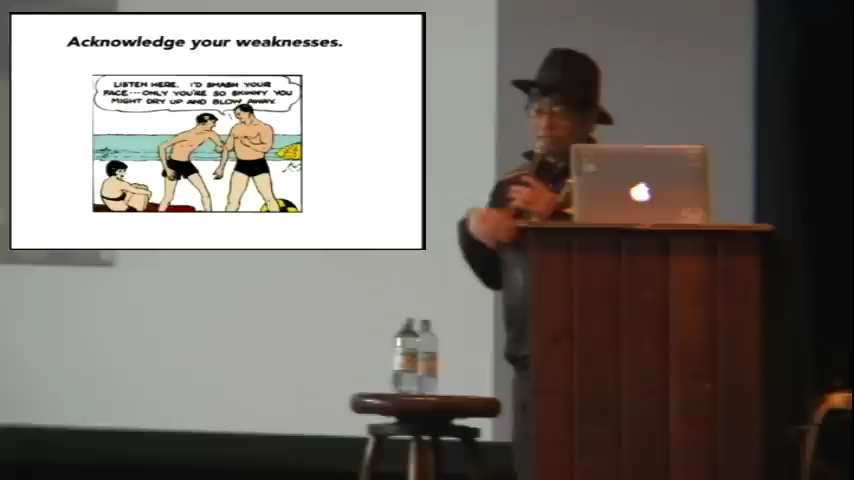 Acknowledge your weaknesses.
LISTEN HERE. I'D SMASH YOUR
FACE---ONLY YOU'RE SO SKINNY YOU
MIGHT DRY UP AND BLOW AWAY.